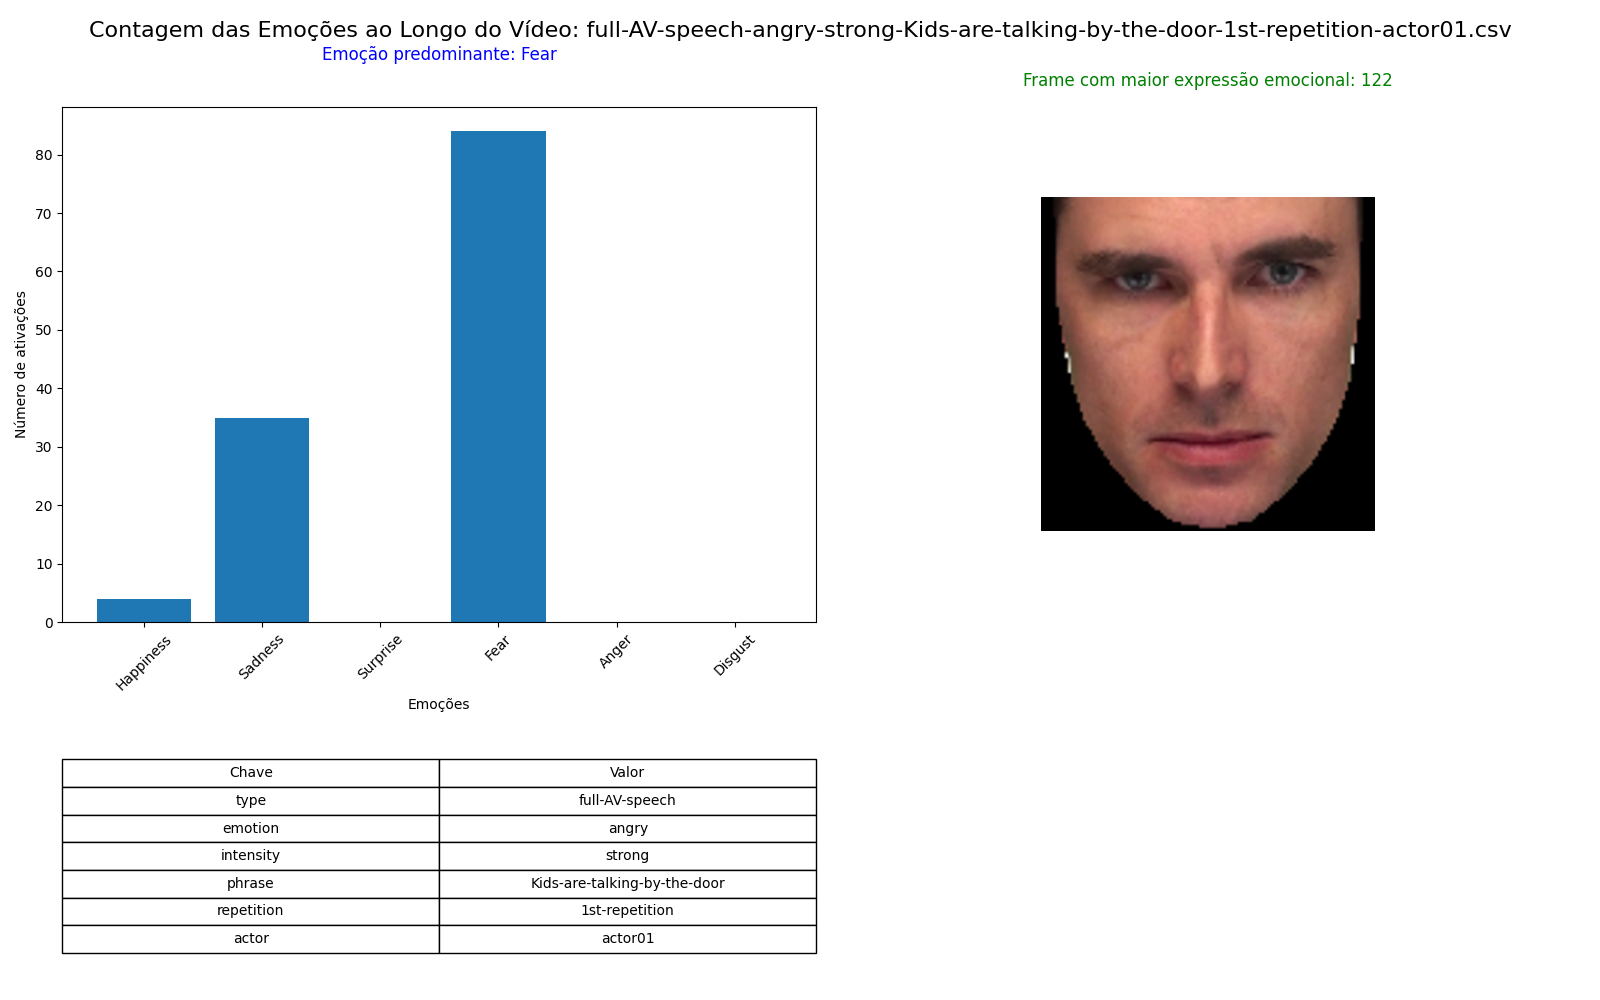 Contagem das Emoções ao Longo do Vídeo: full-AV-speech-angry-strong-Kids-are-talking-by-the-door-1st-repetition-actor01.csv
Emoção predominante: Fear
Frame com maior expressão emocional: 122
80
70
60
50
40
30
20
10
0
Número de ativações
Happiness
Sadness
Surprise
Fear
Anger
Disgust
Emoções
Chave Valor
type full-AV-speech
emotion angry
intensity strong
phrase Kids-are-talking-by-the-door
repetition 1st-repetition
actor actor01